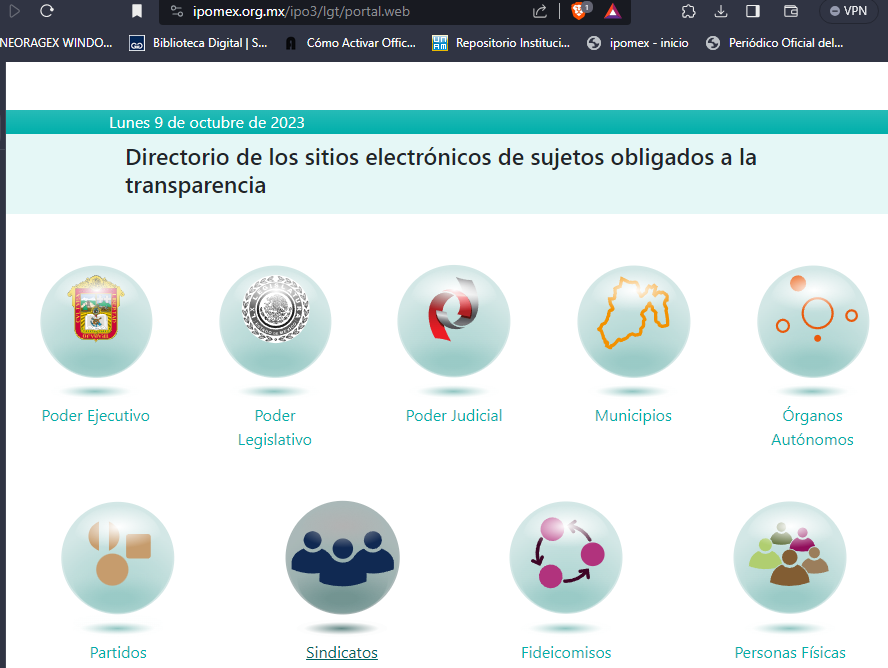 ipomex.org.mx/ipo3/lgt/portal.web
1
VPN
NEORAGEX WINDO...
Biblioteca Digital | S...
Cómo Activar Offic...
Repositorio Instituci...
ipomex - inicio
Periódico Oficial del...
Lunes 9 de octubre de 2023
Directorio de los sitios electrónicos de sujetos obligados a la
transparencia
Poder Ejecutivo
Poder
Legislativo
Poder Judicial
Municipios
Órganos
Autónomos
Partidos
Sindicatos
Fideicomisos
Personas Físicas